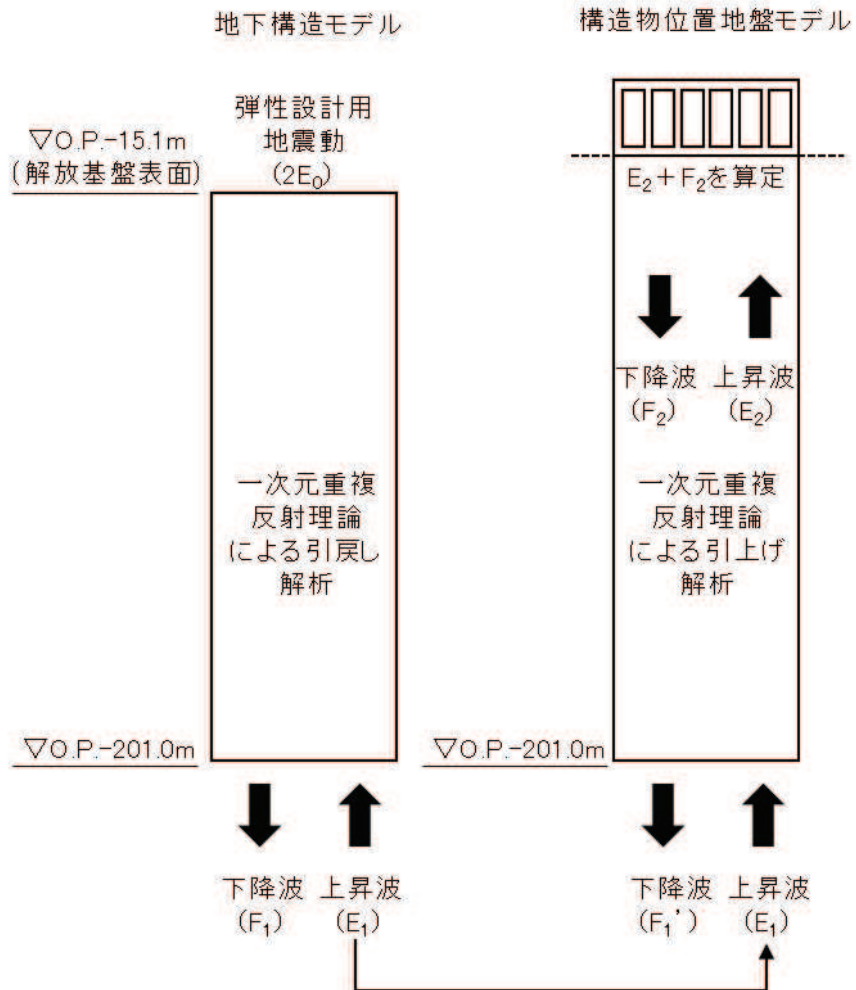 地下構造モデル
弾性設計用
地震動
(2E₀)
▽O.P.-15.1m
(解放基盤表面)
一次元重複
反射理論
による引戻し
解析
▽O.P.-201.0m
下降波
(F₁)
上昇波
(E₁)
構造物位置地盤モデル
E₂+F₂を算定
下降波
(F₂)
上昇波
(E₂)
一次元重複
反射理論
による引上げ
解析
▽O.P.-201.0m
下降波
(F₁')
上昇波
(E₁)